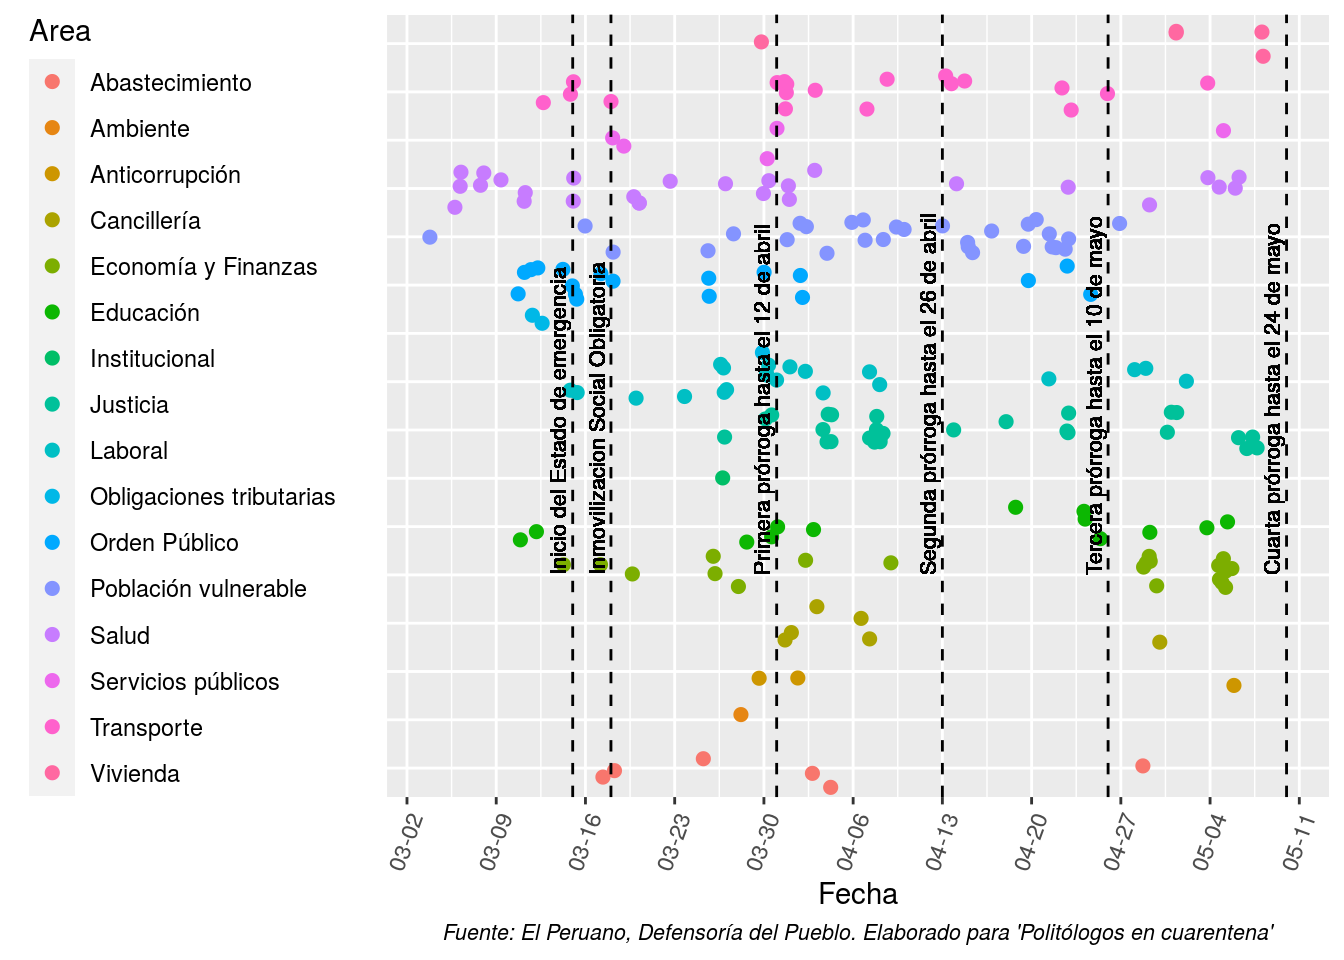 Area
Abastecimiento
Ambiente
Anticorrupción
Cancillería
Economía y Finanzas
Educación
Institucional
Justicia
Laboral
Obligaciones tributarias
Orden Público
Población vulnerable
Salud
Servicios públicos
Transporte
Vivienda
Inicio del Estado de emergencia
Inmovilizacion Social Obligatoria
Primera prórroga hasta el 12 de abril
Segunda prórroga hasta el 26 de abril
Tercera prórroga hasta el 10 de mayo
Cuarta prórroga hasta el 24 de mayo
03-02
03-09
03-16
03-23
03-30
04-06
04-13
04-20
04-27
05-04
05-11
Fecha
Fuente: El Peruano, Defensoría del Pueblo. Elaborado para 'Politólogos en cuarentena'